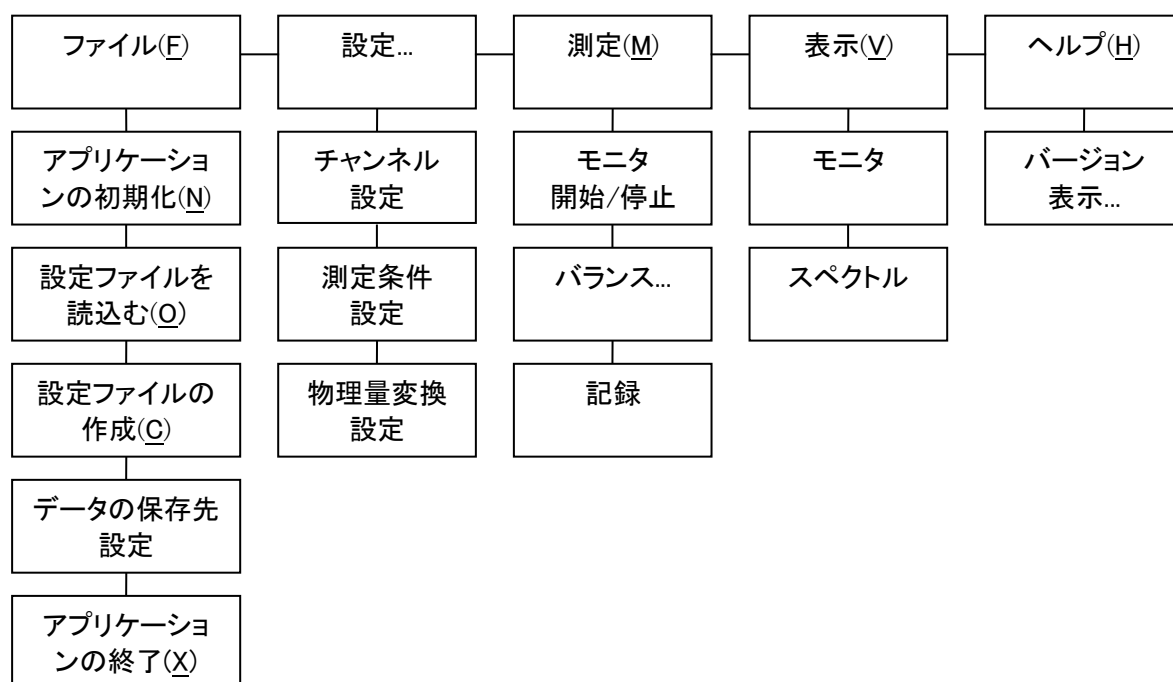 ファイル(F)
設定...
測定(M)
表示(V)
ヘルプ(H)
アプリケーショ
ンの初期化(N)
チャンネル
設定
モニタ
開始/停止
モニタ
バージョン
表示...
設定ファイルを
読込む(O)
測定条件
設定
バランス...
スペクトル
設定ファイルの
作成(C)
物理量変換
設定
記録
データの保存先
設定
アプリケーショ
ンの終了(X)